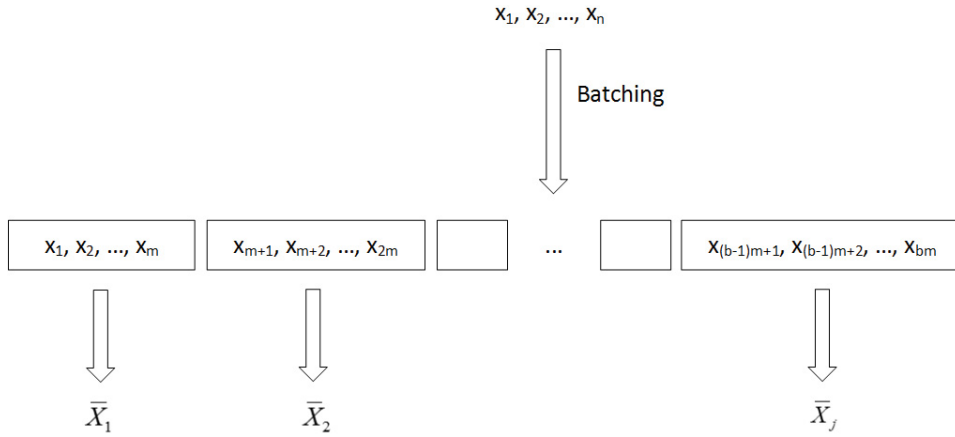 x₁, x₂, ..., xₙ
Batching
x₁, x₂, ..., xₘ
xₘ₊₁, xₘ₊₂, ..., x₂ₘ
...
x₍b₋₁₎ₘ₊₁, x₍b₋₁₎ₘ₊₂, ..., xbₘ
X̅₁
X̅₂
X̅ⱼ